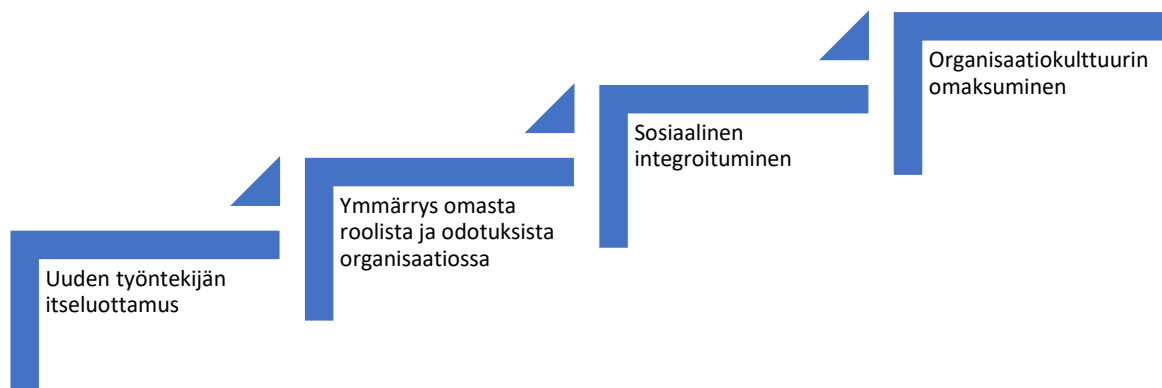 Uuden työntekijän
itseluottamus
Ymmärrys omasta
roolista ja odotuksista
organisaatiossa
Sosiaalinen
integroituminen
Organisaatiokulttuurin
omaksuminen